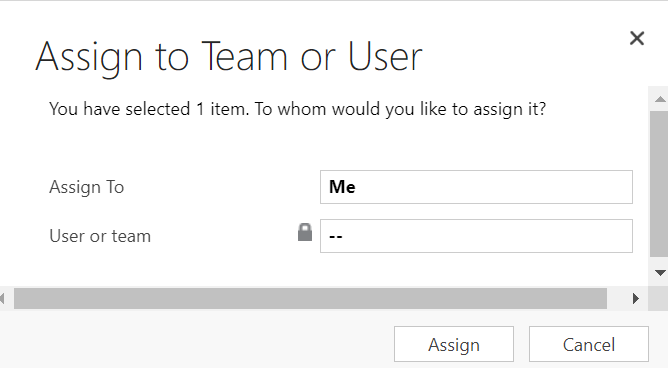 Assign to Team or User
You have selected 1 item. To whom would you like to assign it?
Assign To
Me
User or team
--
Assign
Cancel